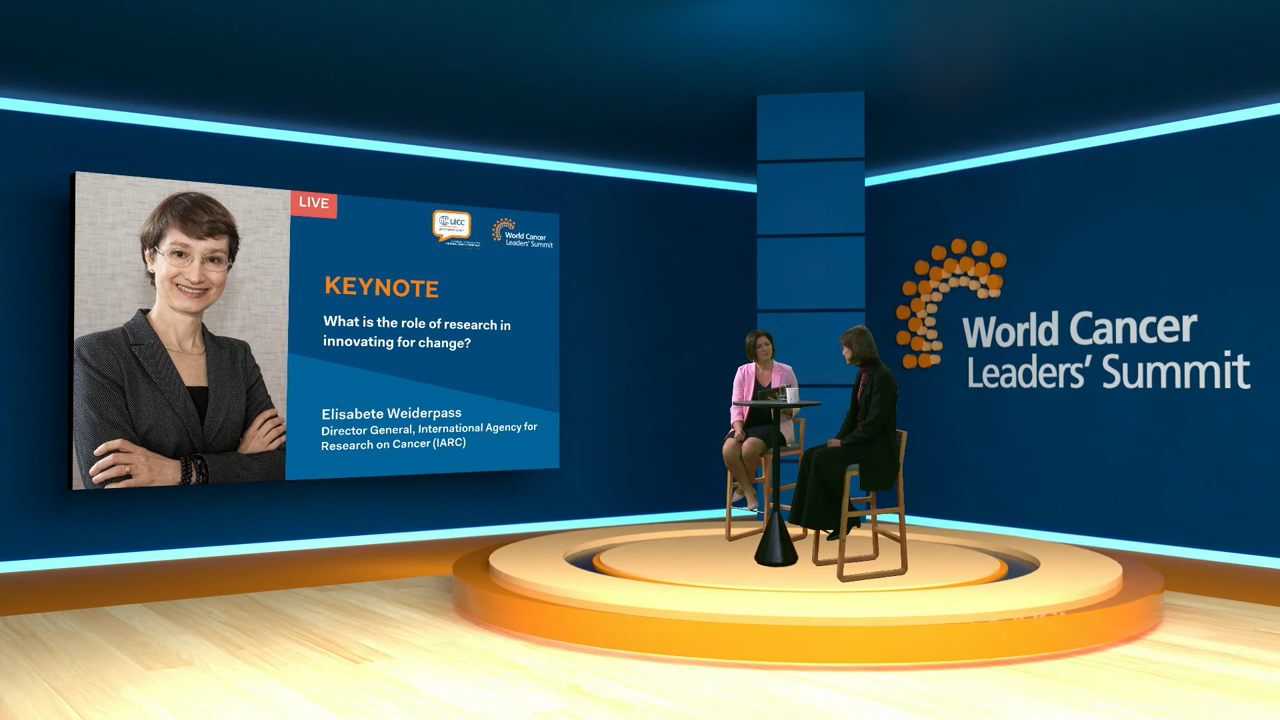 LIVE
uicc
World Cancer
Leaders' Summit
KEYNOTE
What is the role of research in
innovating for change?
Elisabete Weiderpass
Director General, International Agency for
Research on Cancer (IARC)
World Cancer
Leaders' Summit